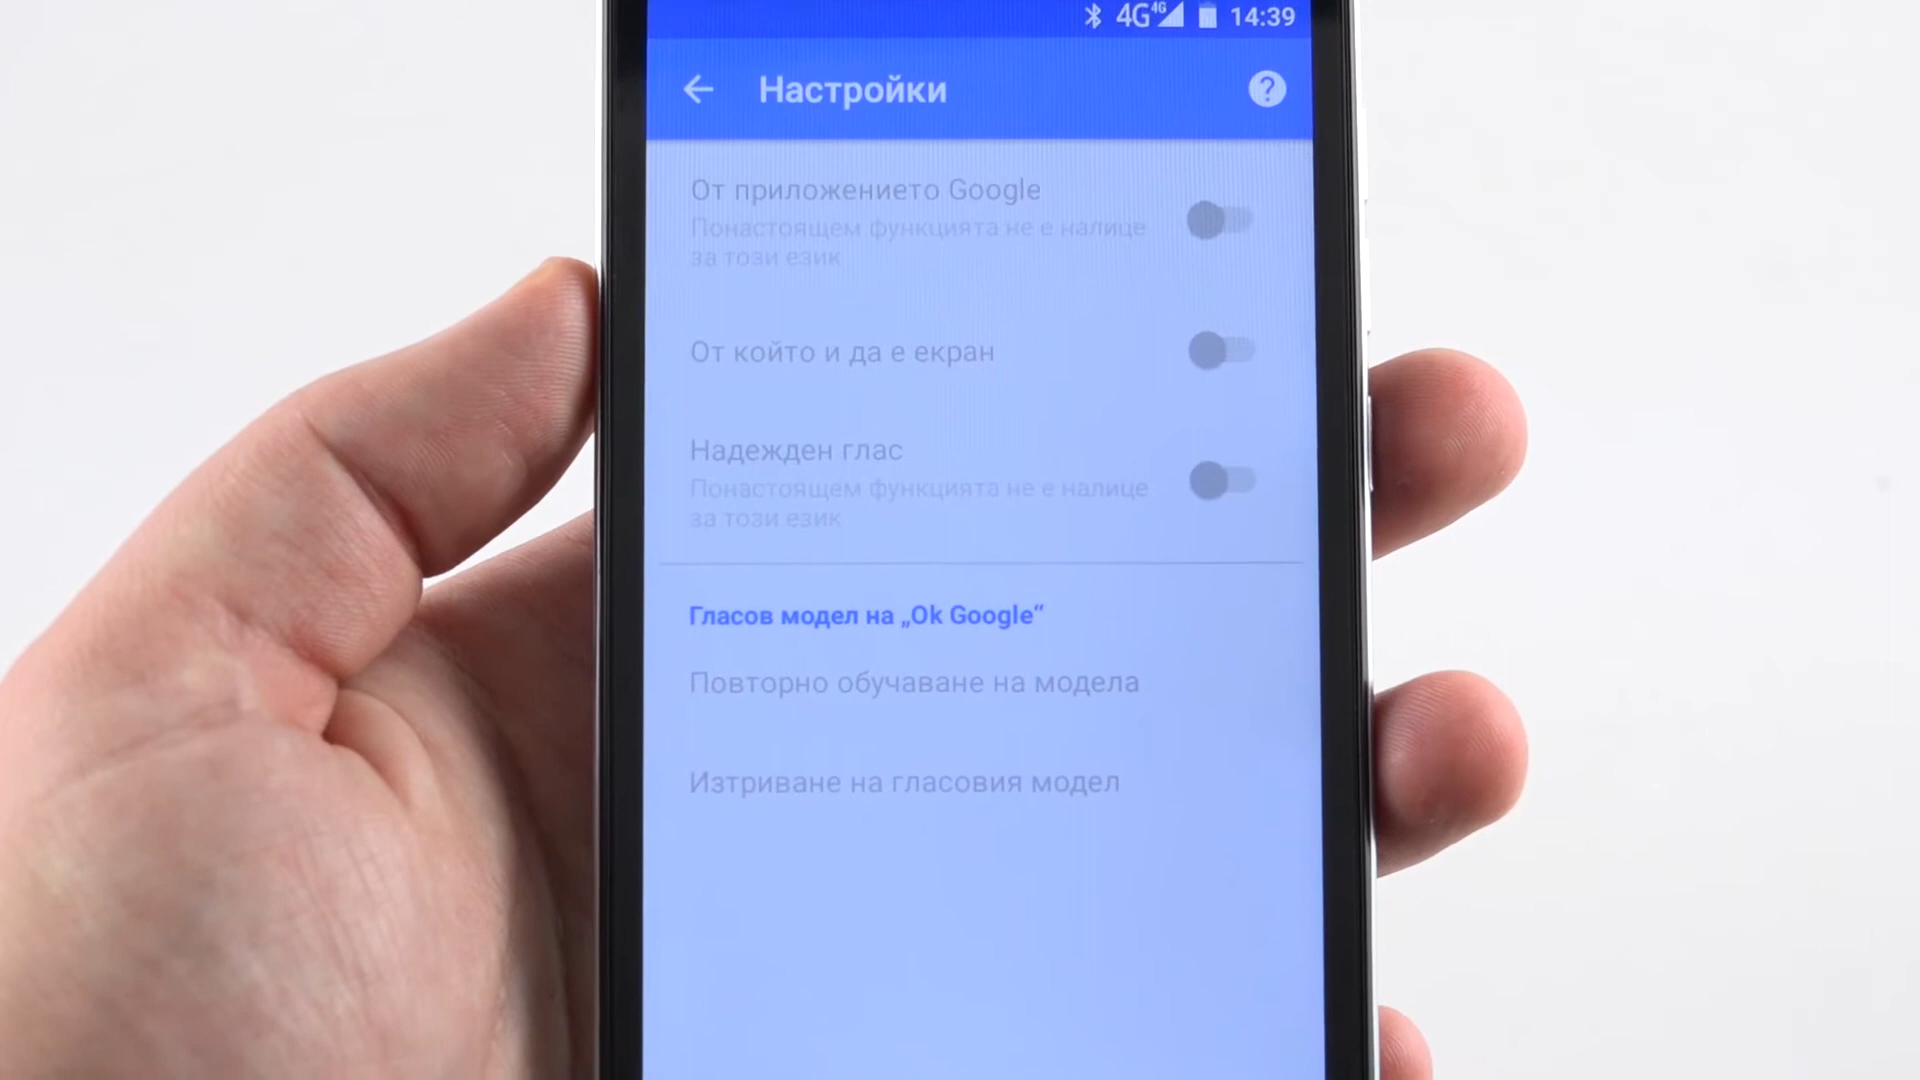 4G 4G 14:39
Настройки
От приложението Google
Понастоящем функцията не е налице
за този език
От който и да е екран
Надежден глас
Понастоящем функцията не е налице
за този език
Гласов модел на „Ok Google“
Повторно обучаване на модела
Изтриване на гласовия модел